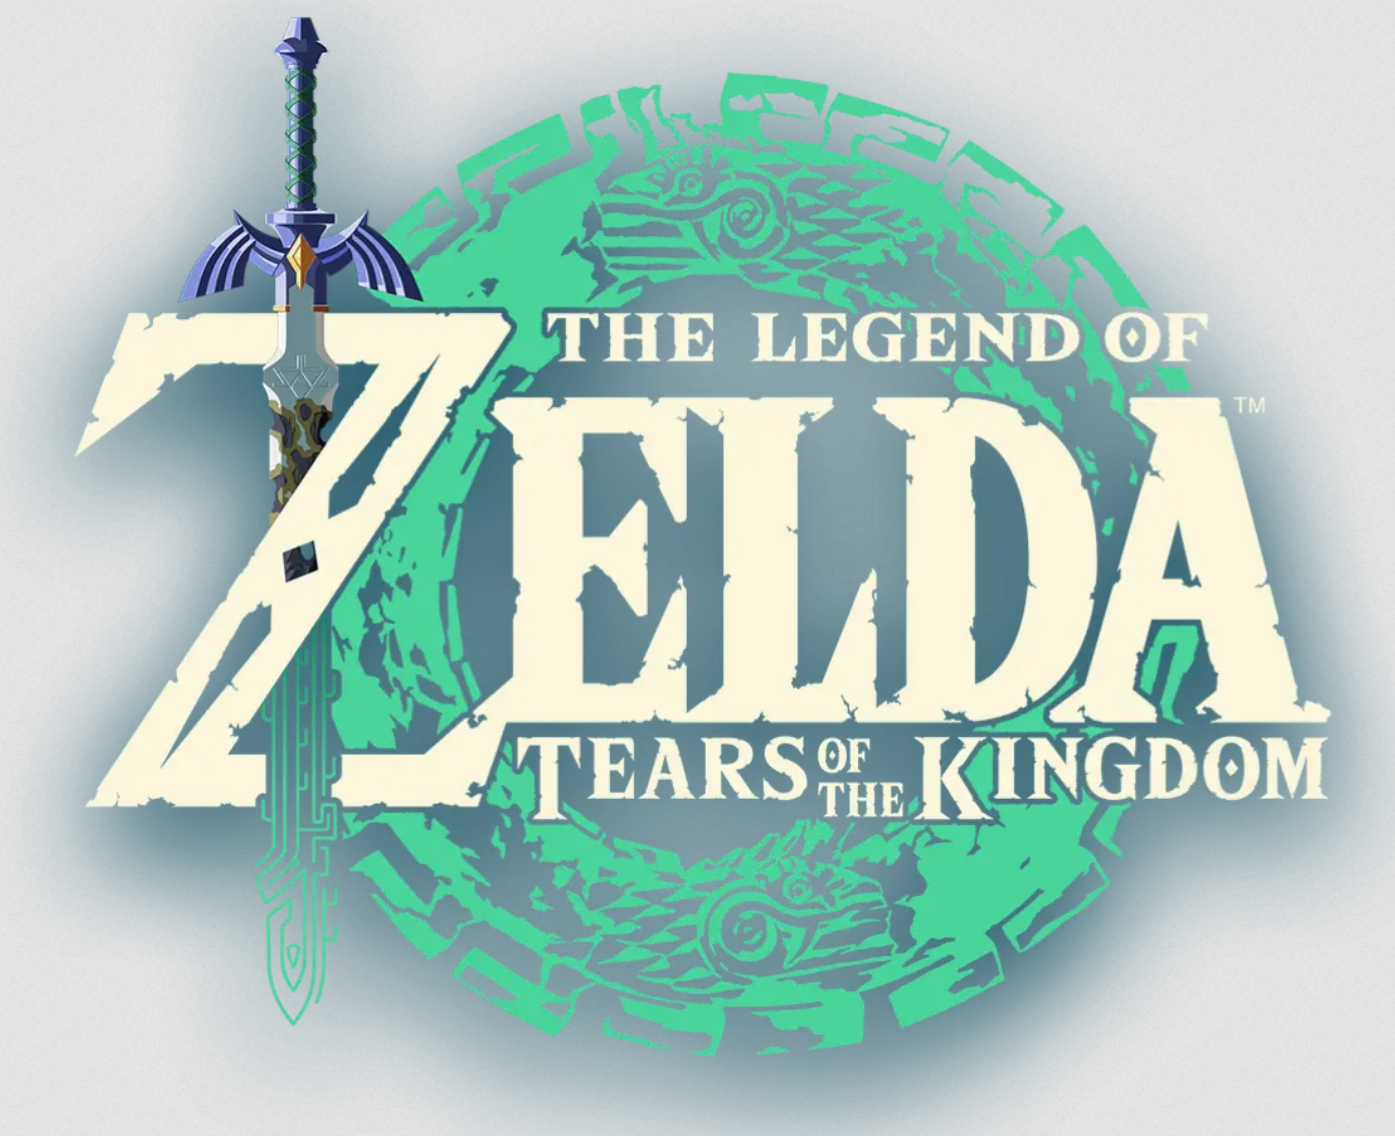 THE LEGEND OF
ZELDA™
TEARS OF THE KINGDOM